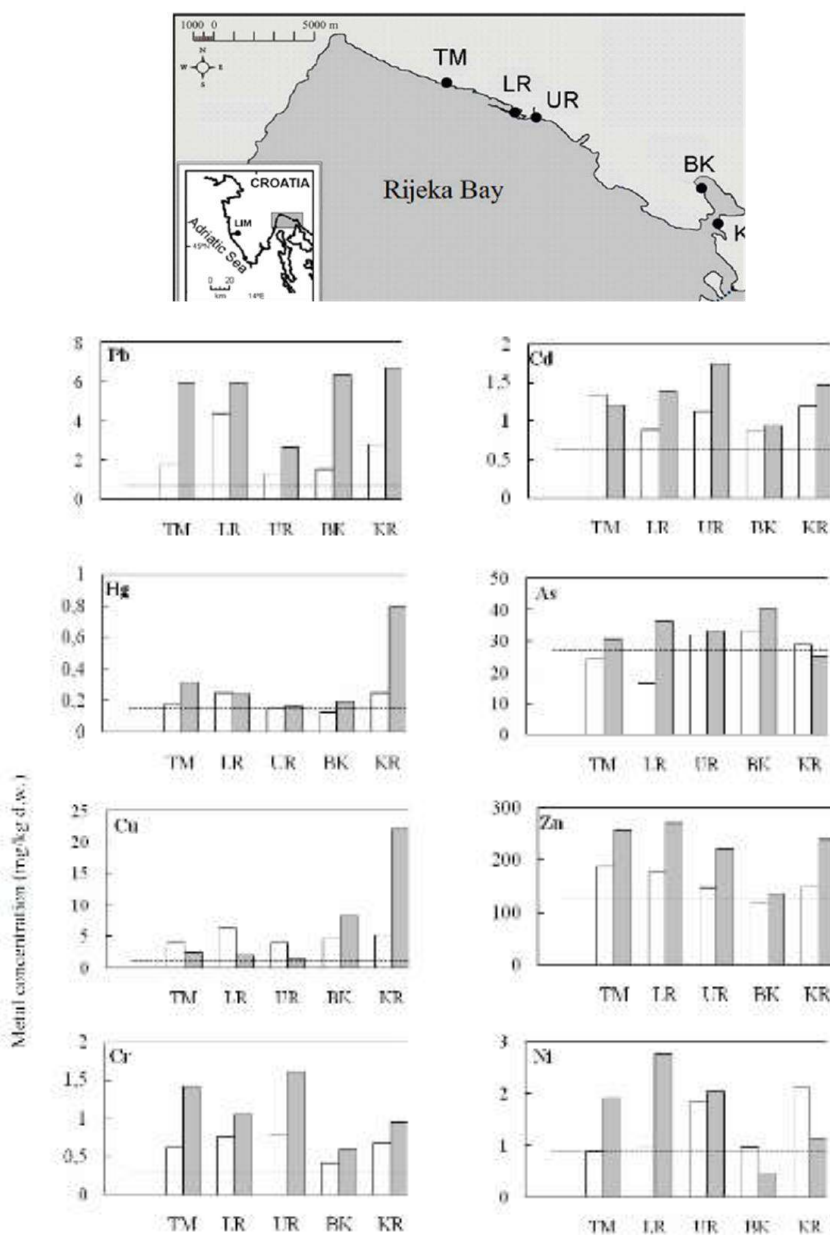 1000 0 5000 m
N
W E
S
TM
LR
UR
BK
K
Rijeka Bay
CROATIA
LIM
Adriatic Sea
45°N
0 20
km
14°E
Metal concentration (mg/kg d.w.)
Pb
8
6
4
2
0
TM LR UR BK KR
Cd
2
1.5
1
0.5
0
TM LR UR BK KR
Hg
1
0,8
0,6
0,4
0.2
0
TM LR UR BK KR
As
50
40
30
20
10
0
TM LR UR BK KR
Cu
25
20
15
10
5
0
TM LR UR BK KR
Zn
300
200
100
0
TM LR UR BK KR
Cr
2
1.5
1
0.5
0
TM LR UR BK KR
Ni
3
2
1
0
TM LR UR BK KR